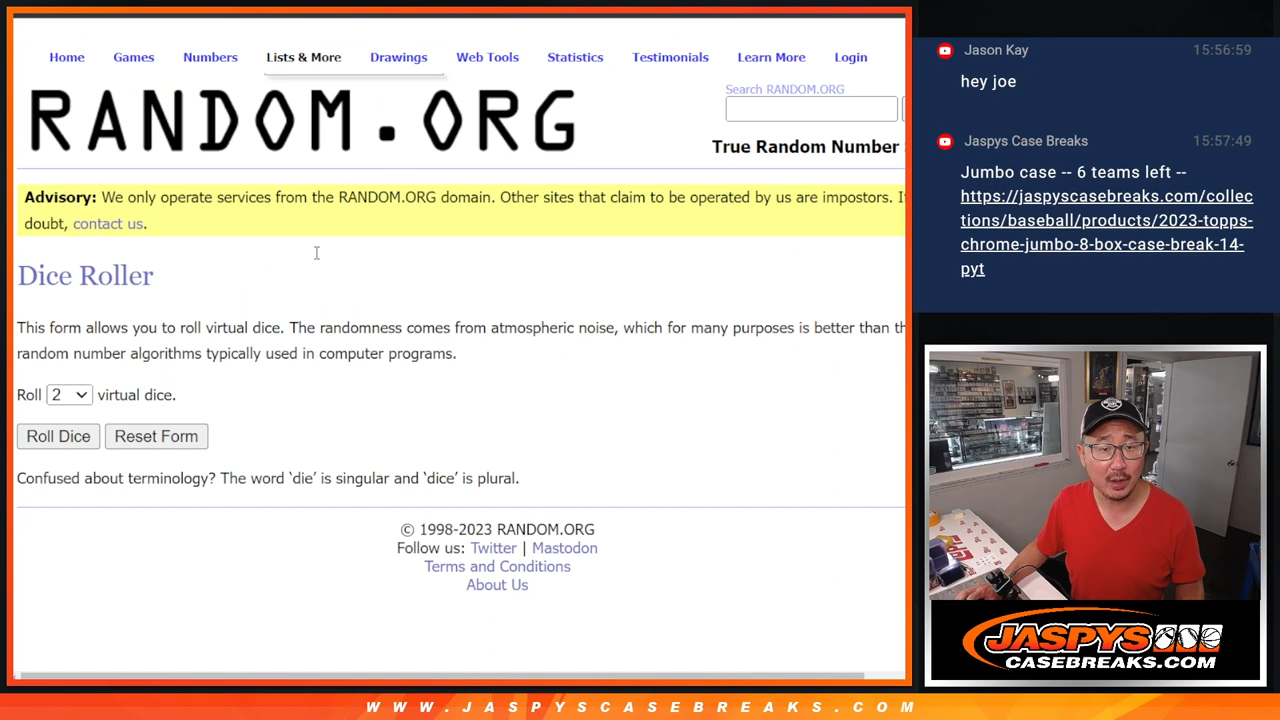 Home Games Numbers Lists & More Drawings Web Tools Statistics Testimonials Learn More Login
RANDOM.ORG
Search RANDOM.ORG
True Random Number
Advisory: We only operate services from the RANDOM.ORG domain. Other sites that claim to be operated by us are impostors. I
doubt, contact us.
Dice Roller
This form allows you to roll virtual dice. The randomness comes from atmospheric noise, which for many purposes is better than th
random number algorithms typically used in computer programs.
Roll 2 virtual dice.
Roll Dice Reset Form
Confused about terminology? The word ‘die’ is singular and ‘dice’ is plural.
© 1998-2023 RANDOM.ORG
Follow us: Twitter | Mastodon
Terms and Conditions
About Us
Jason Kay 15:56:59
hey joe
Jaspys Case Breaks 15:57:49
Jumbo case -- 6 teams left --
https://jaspyscasebreaks.com/collec
tions/baseball/products/2023-topps-
chrome-jumbo-8-box-case-break-14-
pyt
JASPYS
CASEBREAKS.COM
WWW.JASPYSCASEBREAKS.COM